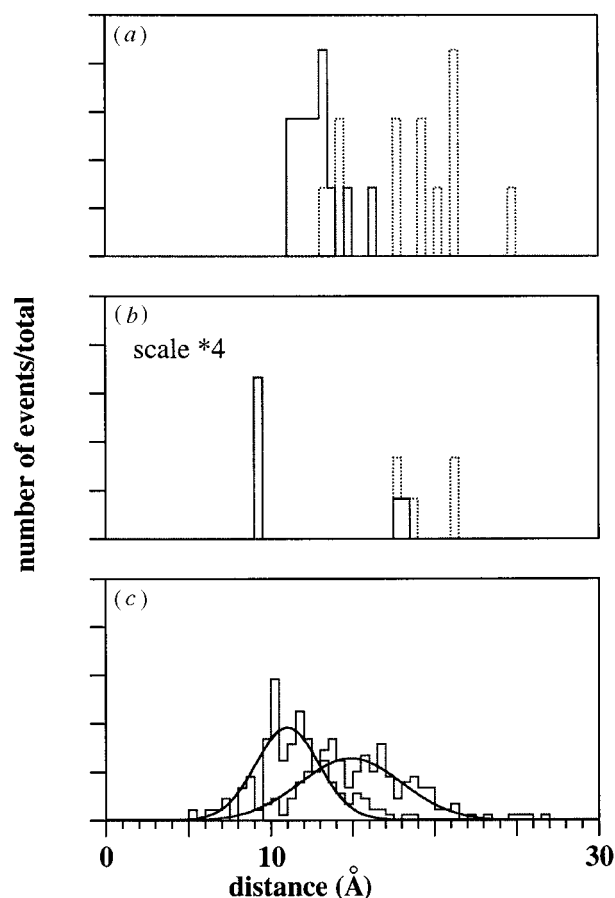 (a)
(b)
scale *4
number of events/total
(c)
0
10
30
distance (Å)